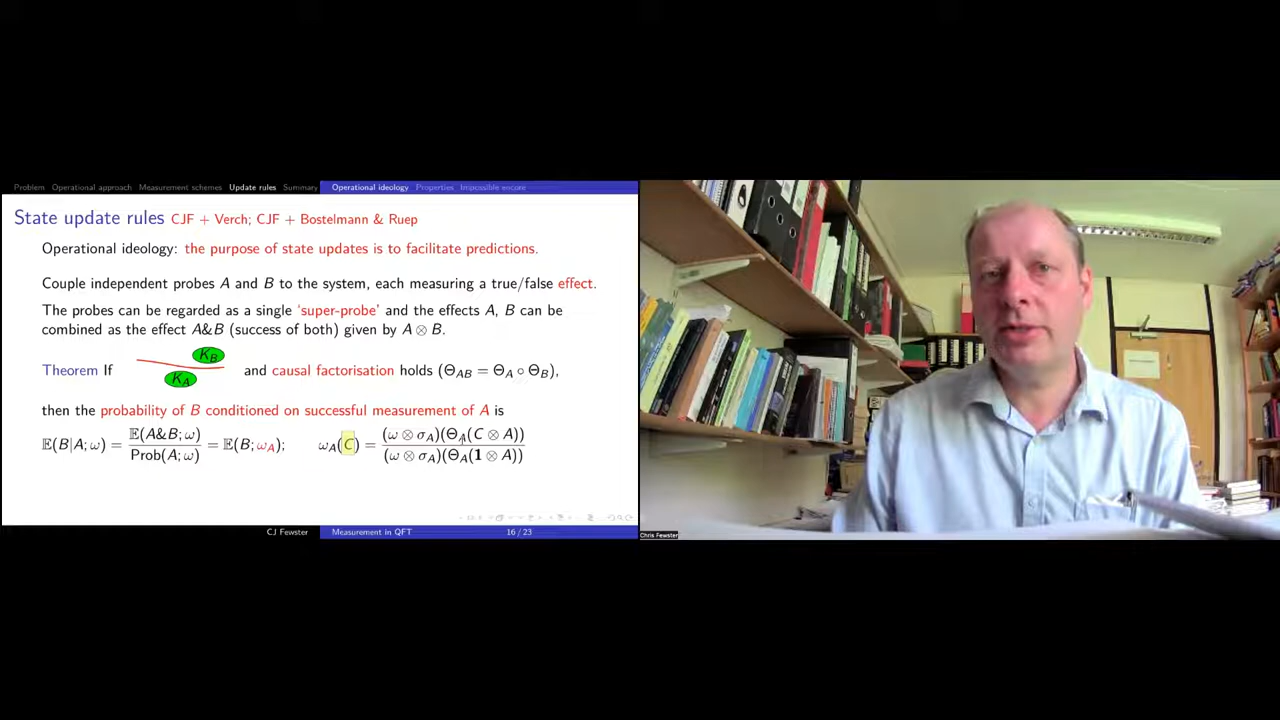 Problem Operational approach Measurement schemes Update rules Summary Operational ideology Properties Impossible encore
State update rules CJF + Verch; CJF + Bostelmann & Ruep
Operational ideology: the purpose of state updates is to facilitate predictions.
Couple independent probes A and B to the system, each measuring a true/false effect.
The probes can be regarded as a single 'super-probe' and the effects A, B can be
combined as the effect A&B (success of both) given by A ⊗ B.
K_B
Theorem If and causal factorisation holds (Θ_AB = Θ_A ∘ Θ_B),
K_A
then the probability of B conditioned on successful measurement of A is
𝔼(B|A; ω) = 𝔼(A&B; ω) / Prob(A; ω) = 𝔼(B; ω_A); ω_A(C) = (ω ⊗ σ_A)(Θ_A(C ⊗ A)) / (ω ⊗ σ_A)(Θ_A(𝟏 ⊗ A))
CJ Fewster Measurement in QFT 16 / 23
Chris Fewster